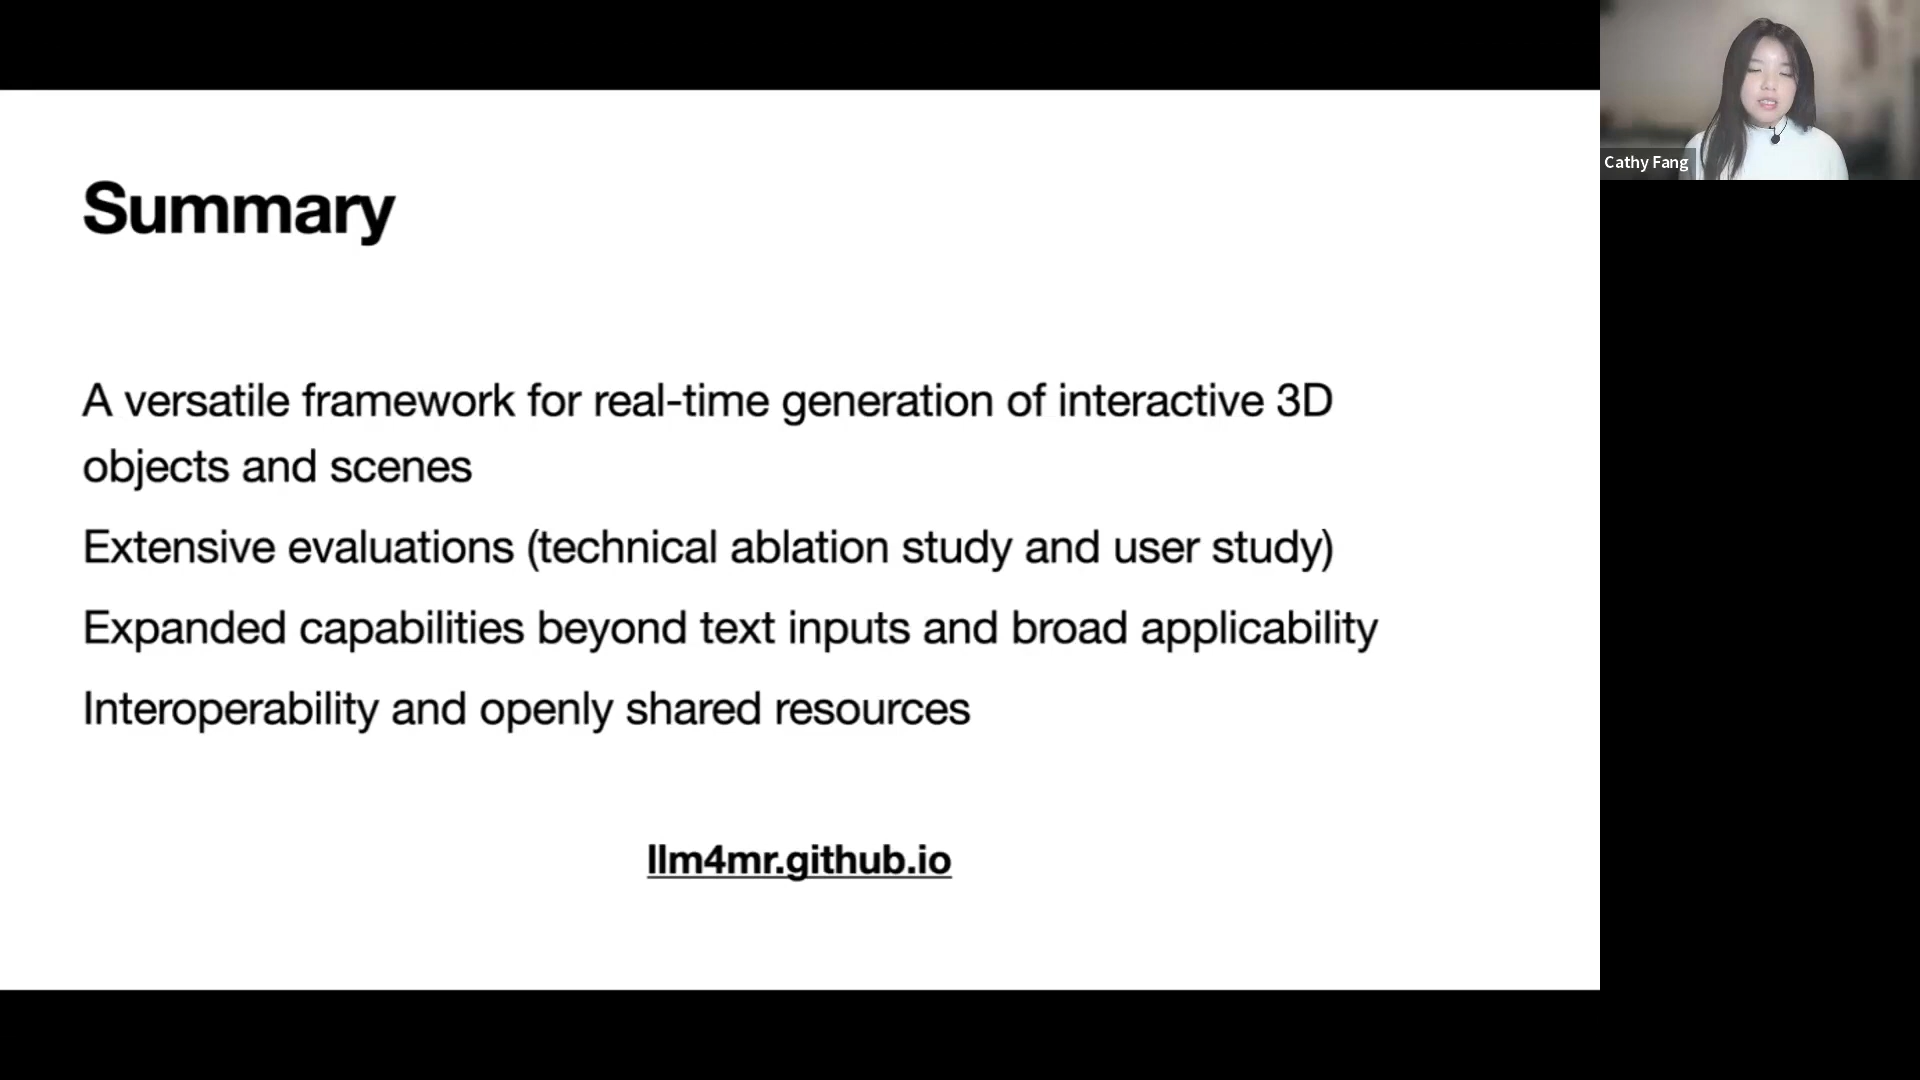 Summary
A versatile framework for real-time generation of interactive 3D
objects and scenes
Extensive evaluations (technical ablation study and user study)
Expanded capabilities beyond text inputs and broad applicability
Interoperability and openly shared resources
llm4mr.github.io
Cathy Fang